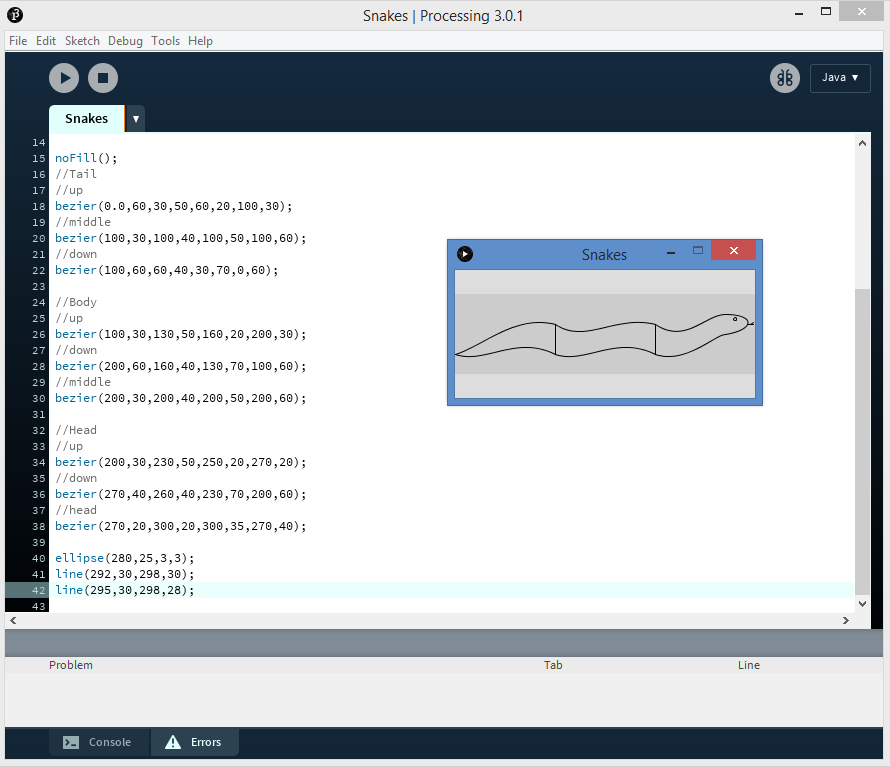 Snakes | Processing 3.0.1
File Edit Sketch Debug Tools Help
Java ▼
Snakes ▼
14
15 noFill();
16 //Tail
17 //up
18 bezier(0.0,60,30,50,60,20,100,30);
19 //middle
20 bezier(100,30,100,40,100,50,100,60);
21 //down
22 bezier(100,60,60,40,30,70,0,60);
23
24 //Body
25 //up
26 bezier(100,30,130,50,160,20,200,30);
27 //down
28 bezier(200,60,160,40,130,70,100,60);
29 //middle
30 bezier(200,30,200,40,200,50,200,60);
31
32 //Head
33 //up
34 bezier(200,30,230,50,250,20,270,20);
35 //down
36 bezier(270,40,260,40,230,70,200,60);
37 //head
38 bezier(270,20,300,20,300,35,270,40);
39
40 ellipse(280,25,3,3);
41 line(292,30,298,30);
42 line(295,30,298,28);
43
Snakes
Problem Tab Line
Console Errors